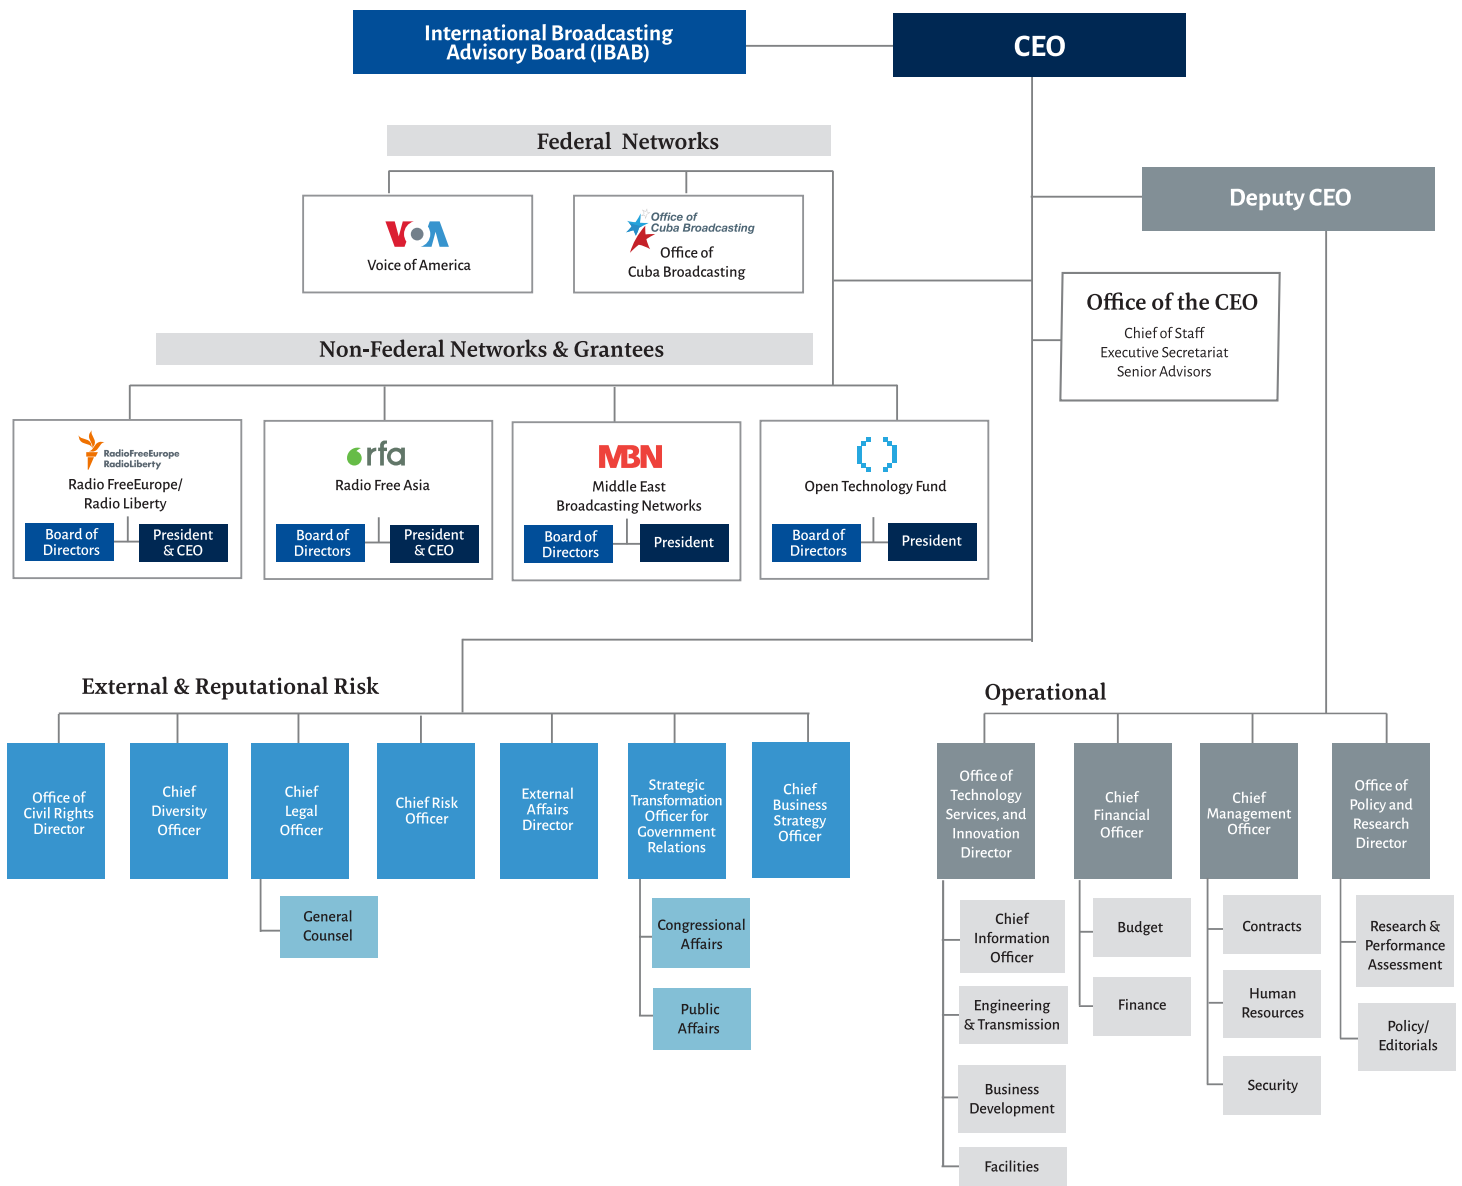 International Broadcasting
Advisory Board (IBAB)
CEO
Federal Networks
Deputy CEO
VOA
Voice of America
Office of
Cuba Broadcasting
Office of
Cuba Broadcasting
Office of the CEO
Chief of Staff
Executive Secretariat
Senior Advisors
Non-Federal Networks & Grantees
RadioFreeEurope
RadioLiberty
Radio FreeEurope/
Radio Liberty
Board of
Directors
President
& CEO
rfa
Radio Free Asia
Board of
Directors
President
& CEO
MBN
Middle East
Broadcasting Networks
Board of
Directors
President
Open Technology Fund
Board of
Directors
President
External & Reputational Risk
Office of
Civil Rights
Director
Chief
Diversity
Officer
Chief
Legal
Officer
General
Counsel
Chief Risk
Officer
External
Affairs
Director
Strategic
Transformation
Officer for
Government
Relations
Congressional
Affairs
Public
Affairs
Chief
Business
Strategy
Officer
Operational
Office of
Technology
Services, and
Innovation
Director
Chief
Information
Officer
Engineering
& Transmission
Business
Development
Facilities
Chief
Financial
Officer
Budget
Finance
Chief
Management
Officer
Contracts
Human
Resources
Security
Office of
Policy and
Research
Director
Research &
Performance
Assessment
Policy/
Editorials